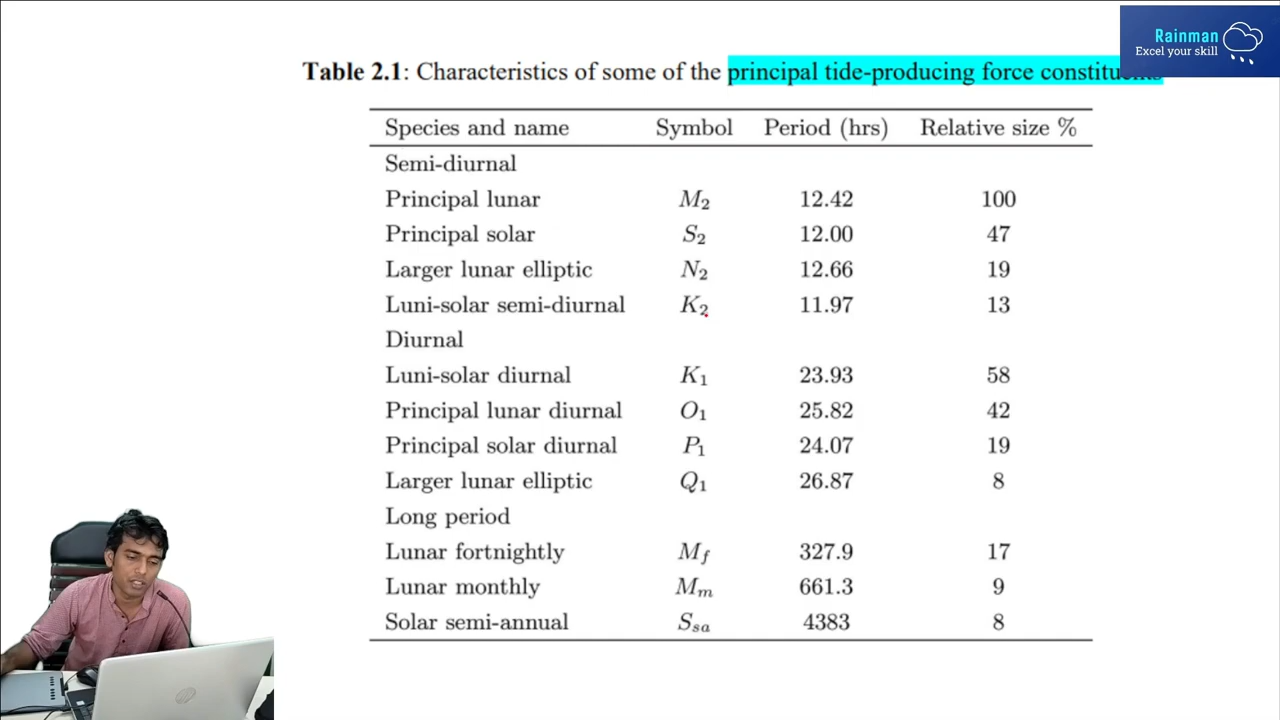 Rainman
Excel your skill
Table 2.1: Characteristics of some of the principal tide-producing force constituents
Species and name Symbol Period (hrs) Relative size %
Semi-diurnal
Principal lunar M₂ 12.42 100
Principal solar S₂ 12.00 47
Larger lunar elliptic N₂ 12.66 19
Luni-solar semi-diurnal K₂ 11.97 13
Diurnal
Luni-solar diurnal K₁ 23.93 58
Principal lunar diurnal O₁ 25.82 42
Principal solar diurnal P₁ 24.07 19
Larger lunar elliptic Q₁ 26.87 8
Long period
Lunar fortnightly M_f 327.9 17
Lunar monthly M_m 661.3 9
Solar semi-annual S_sa 4383 8